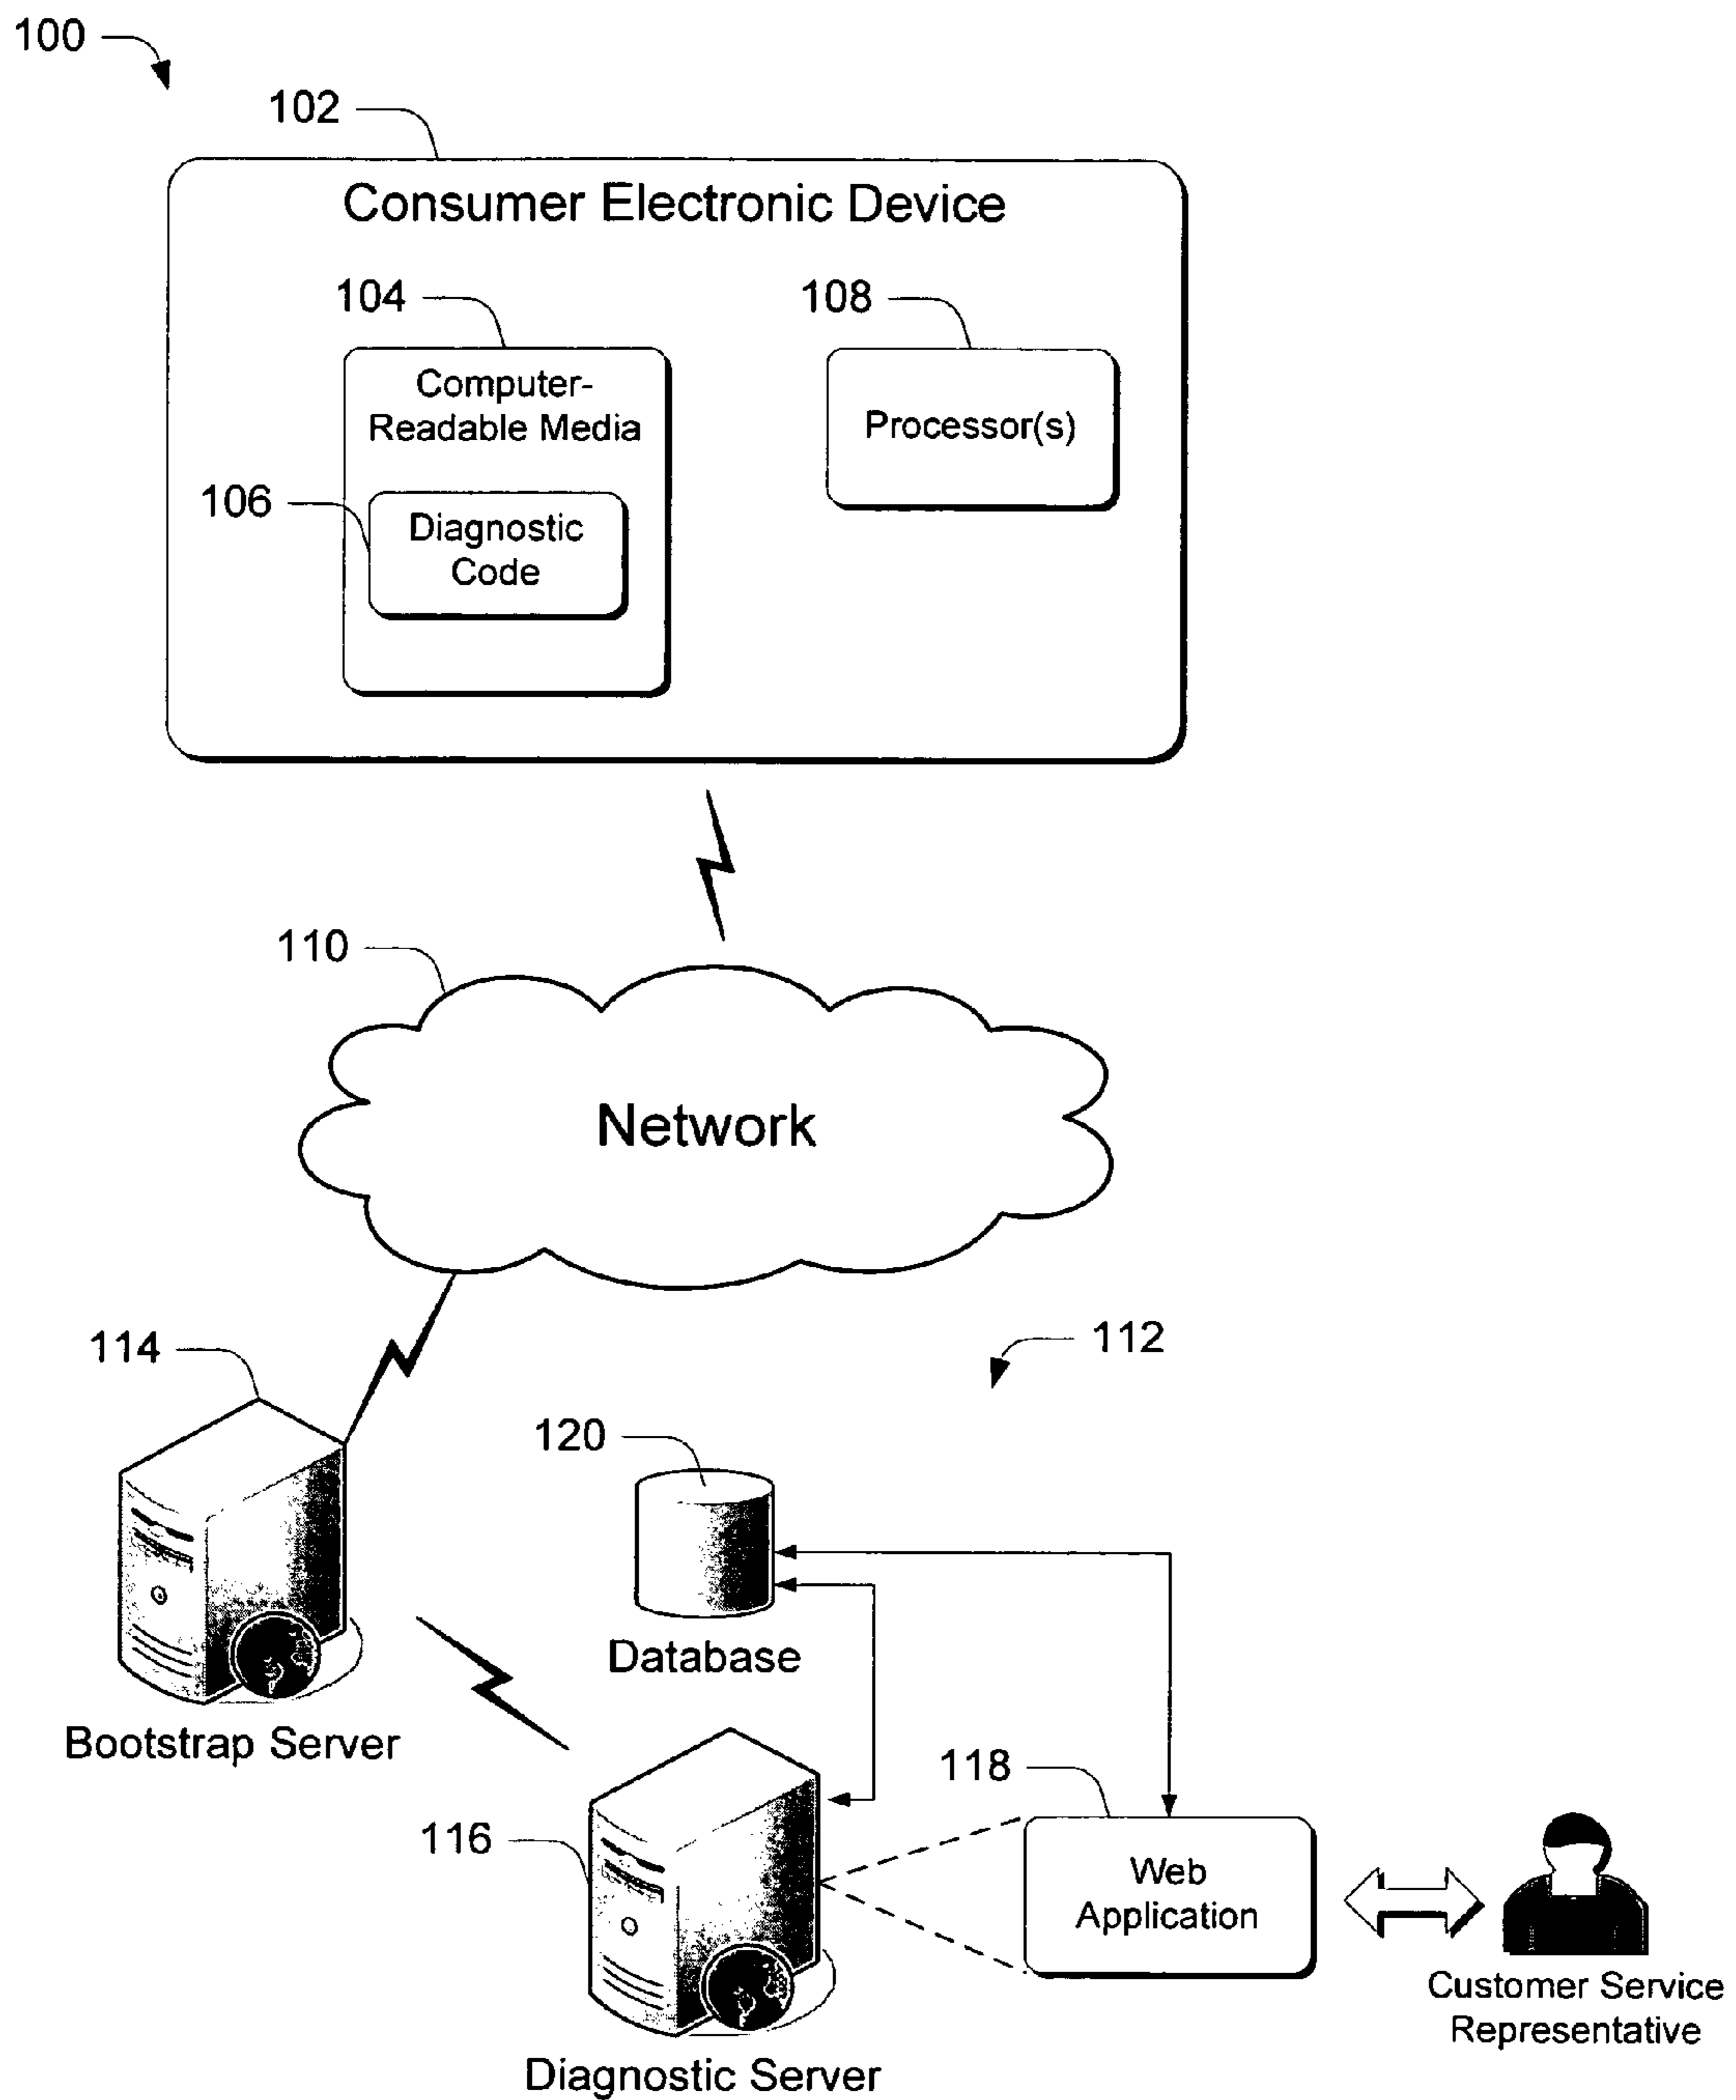 100
102
Consumer Electronic Device
104
108
Computer-
Readable Media
Processor(s)
106
Diagnostic
Code
110
Network
112
114
120
Database
Bootstrap Server
118
116
Web
Application
Customer Service
Representative
Diagnostic Server